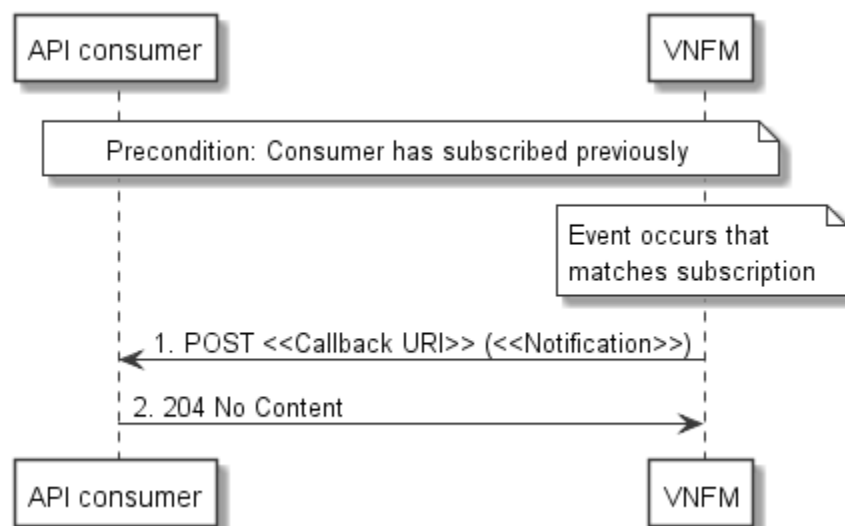 API consumer
VNFM
Precondition: Consumer has subscribed previously
Event occurs that
matches subscription
1. POST <<Callback URI>> (<<Notification>>)
2. 204 No Content
API consumer
VNFM